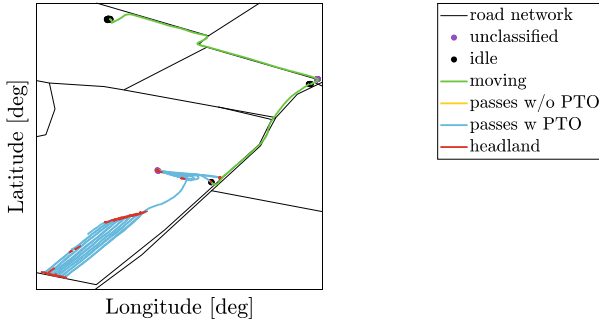 road network
unclassified
idle
moving
passes w/o PTO
passes w PTO
headland
Latitude [deg]
Longitude [deg]